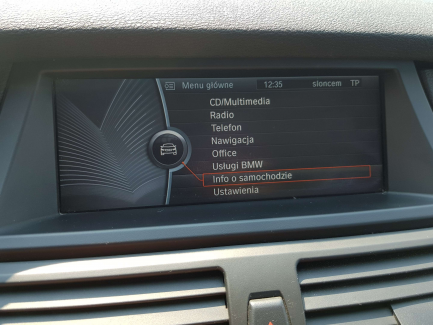 Menu główne 12:35 słoncem TP
CD/Multimedia
Radio
Telefon
Nawigacja
Office
Usługi BMW
Info o samochodzie
Ustawienia